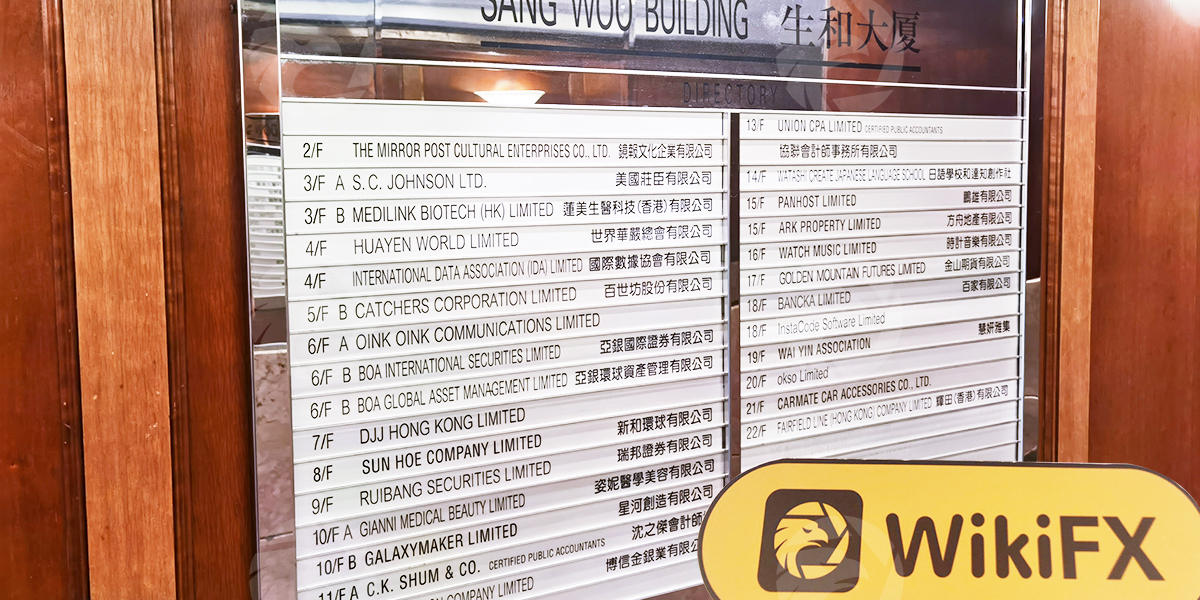 SANG WOO BUILDING 生和大厦
DIRECTORY
2/F THE MIRROR POST CULTURAL ENTERPRISES CO., LTD. 鏡報文化企業有限公司
3/F A S.C. JOHNSON LTD. 美國莊臣有限公司
3/F B MEDILINK BIOTECH (HK) LIMITED 蓮美生醫科技(香港)有限公司
4/F HUAYEN WORLD LIMITED 世界華嚴總會有限公司
4/F INTERNATIONAL DATA ASSOCIATION (IDA) LIMITED 國際數據協會有限公司
5/F B CATCHERS CORPORATION LIMITED 百世坊股份有限公司
6/F A OINK OINK COMMUNICATIONS LIMITED
6/F B BOA INTERNATIONAL SECURITIES LIMITED 亞銀國際證券有限公司
6/F B BOA GLOBAL ASSET MANAGEMENT LIMITED 亞銀環球資產管理有限公司
7/F DJJ HONG KONG LIMITED
8/F SUN HOE COMPANY LIMITED 新和環球有限公司
9/F RUIBANG SECURITIES LIMITED 瑞邦證券有限公司
10/F A GIANNI MEDICAL BEAUTY LIMITED 姿妮醫學美容有限公司
10/F B GALAXYMAKER LIMITED 星河創造有限公司
11/F A C.K. SHUM & CO. CERTIFIED PUBLIC ACCOUNTANTS 沈之傑會計師
COMPANY LIMITED 博信金銀業有限公
13/F UNION CPA LIMITED CERTIFIED PUBLIC ACCOUNTANTS
協聯會計師事務所有限公司
14/F WATASHI CREATE JAPANESE LANGUAGE SCHOOL 日語學校和達知創作社
15/F PANHOST LIMITED 鵬雄有限公司
15/F ARK PROPERTY LIMITED 方舟地產有限公司
16/F WATCH MUSIC LIMITED 時計音樂有限公司
17/F GOLDEN MOUNTAIN FUTURES LIMITED 金山期貨有限公司
18/F BANCKA LIMITED 百家有限公司
18/F InstaCode Software Limited
19/F WAI YIN ASSOCIATION 慧妍雅集
20/F okso Limited
21/F CARMATE CAR ACCESSORIES CO., LTD.
22/F FAIRFIELD LINE (HONG KONG) COMPANY LIMITED 輝田(香港)有限公司
WikiFX